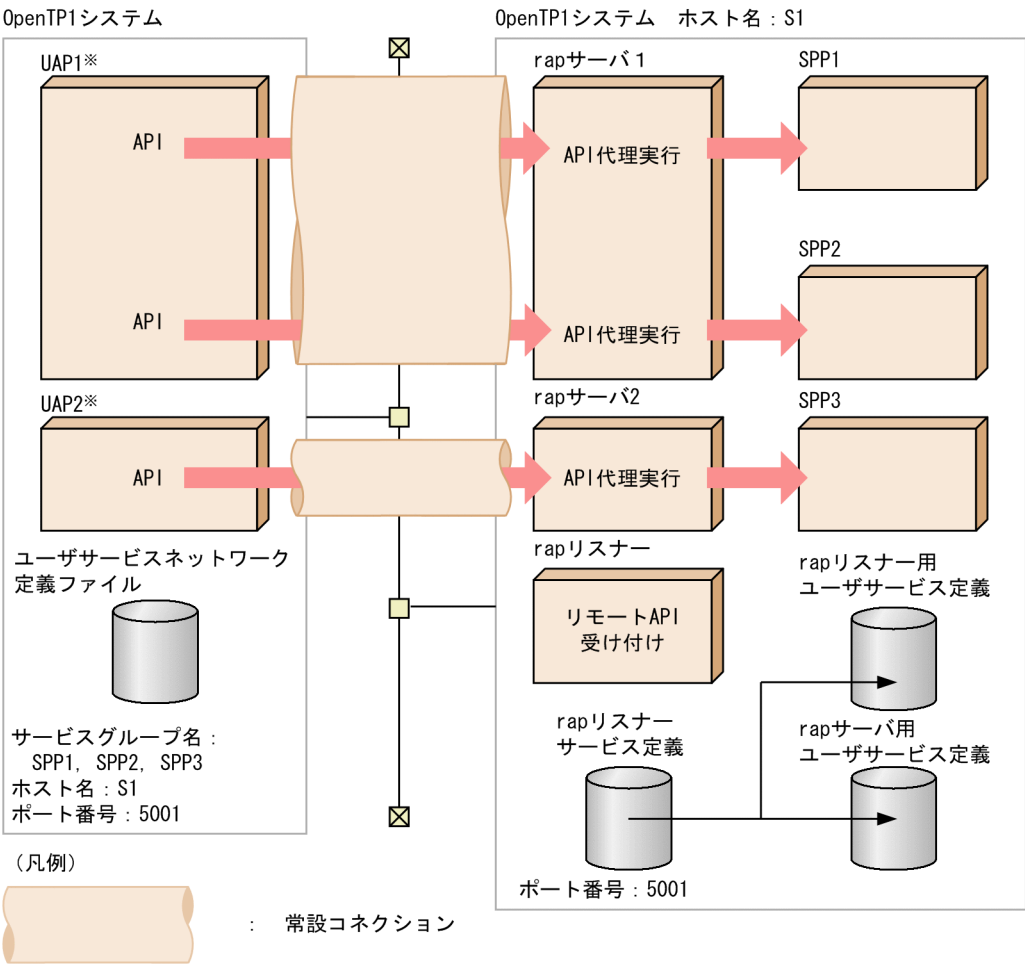 OpenTP1システム
OpenTP1システム ホスト名：S1
UAP1※
rapサーバ１
SPP1
API
API代理実行
SPP2
API
API代理実行
UAP2※
rapサーバ2
SPP3
API
API代理実行
ユーザサービスネットワーク
定義ファイル
rapリスナー
rapリスナー用
ユーザサービス定義
リモートAPI
受け付け
サービスグループ名：
SPP1, SPP2, SPP3
ホスト名：S1
ポート番号：5001
rapリスナー
サービス定義
rapサーバ用
ユーザサービス定義
ポート番号：5001
（凡例）
： 常設コネクション